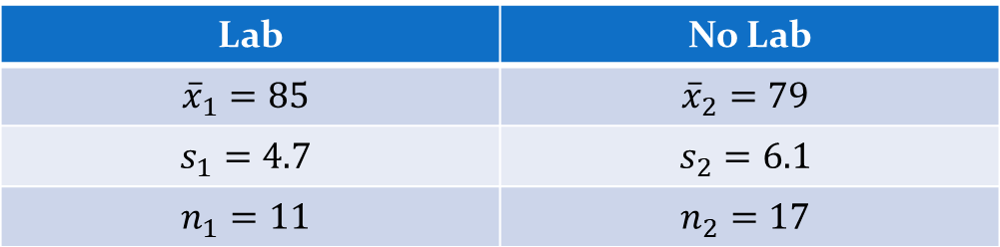 Lab No Lab
x̄₁ = 85 x̄₂ = 79
s₁ = 4.7 s₂ = 6.1
n₁ = 11 n₂ = 17